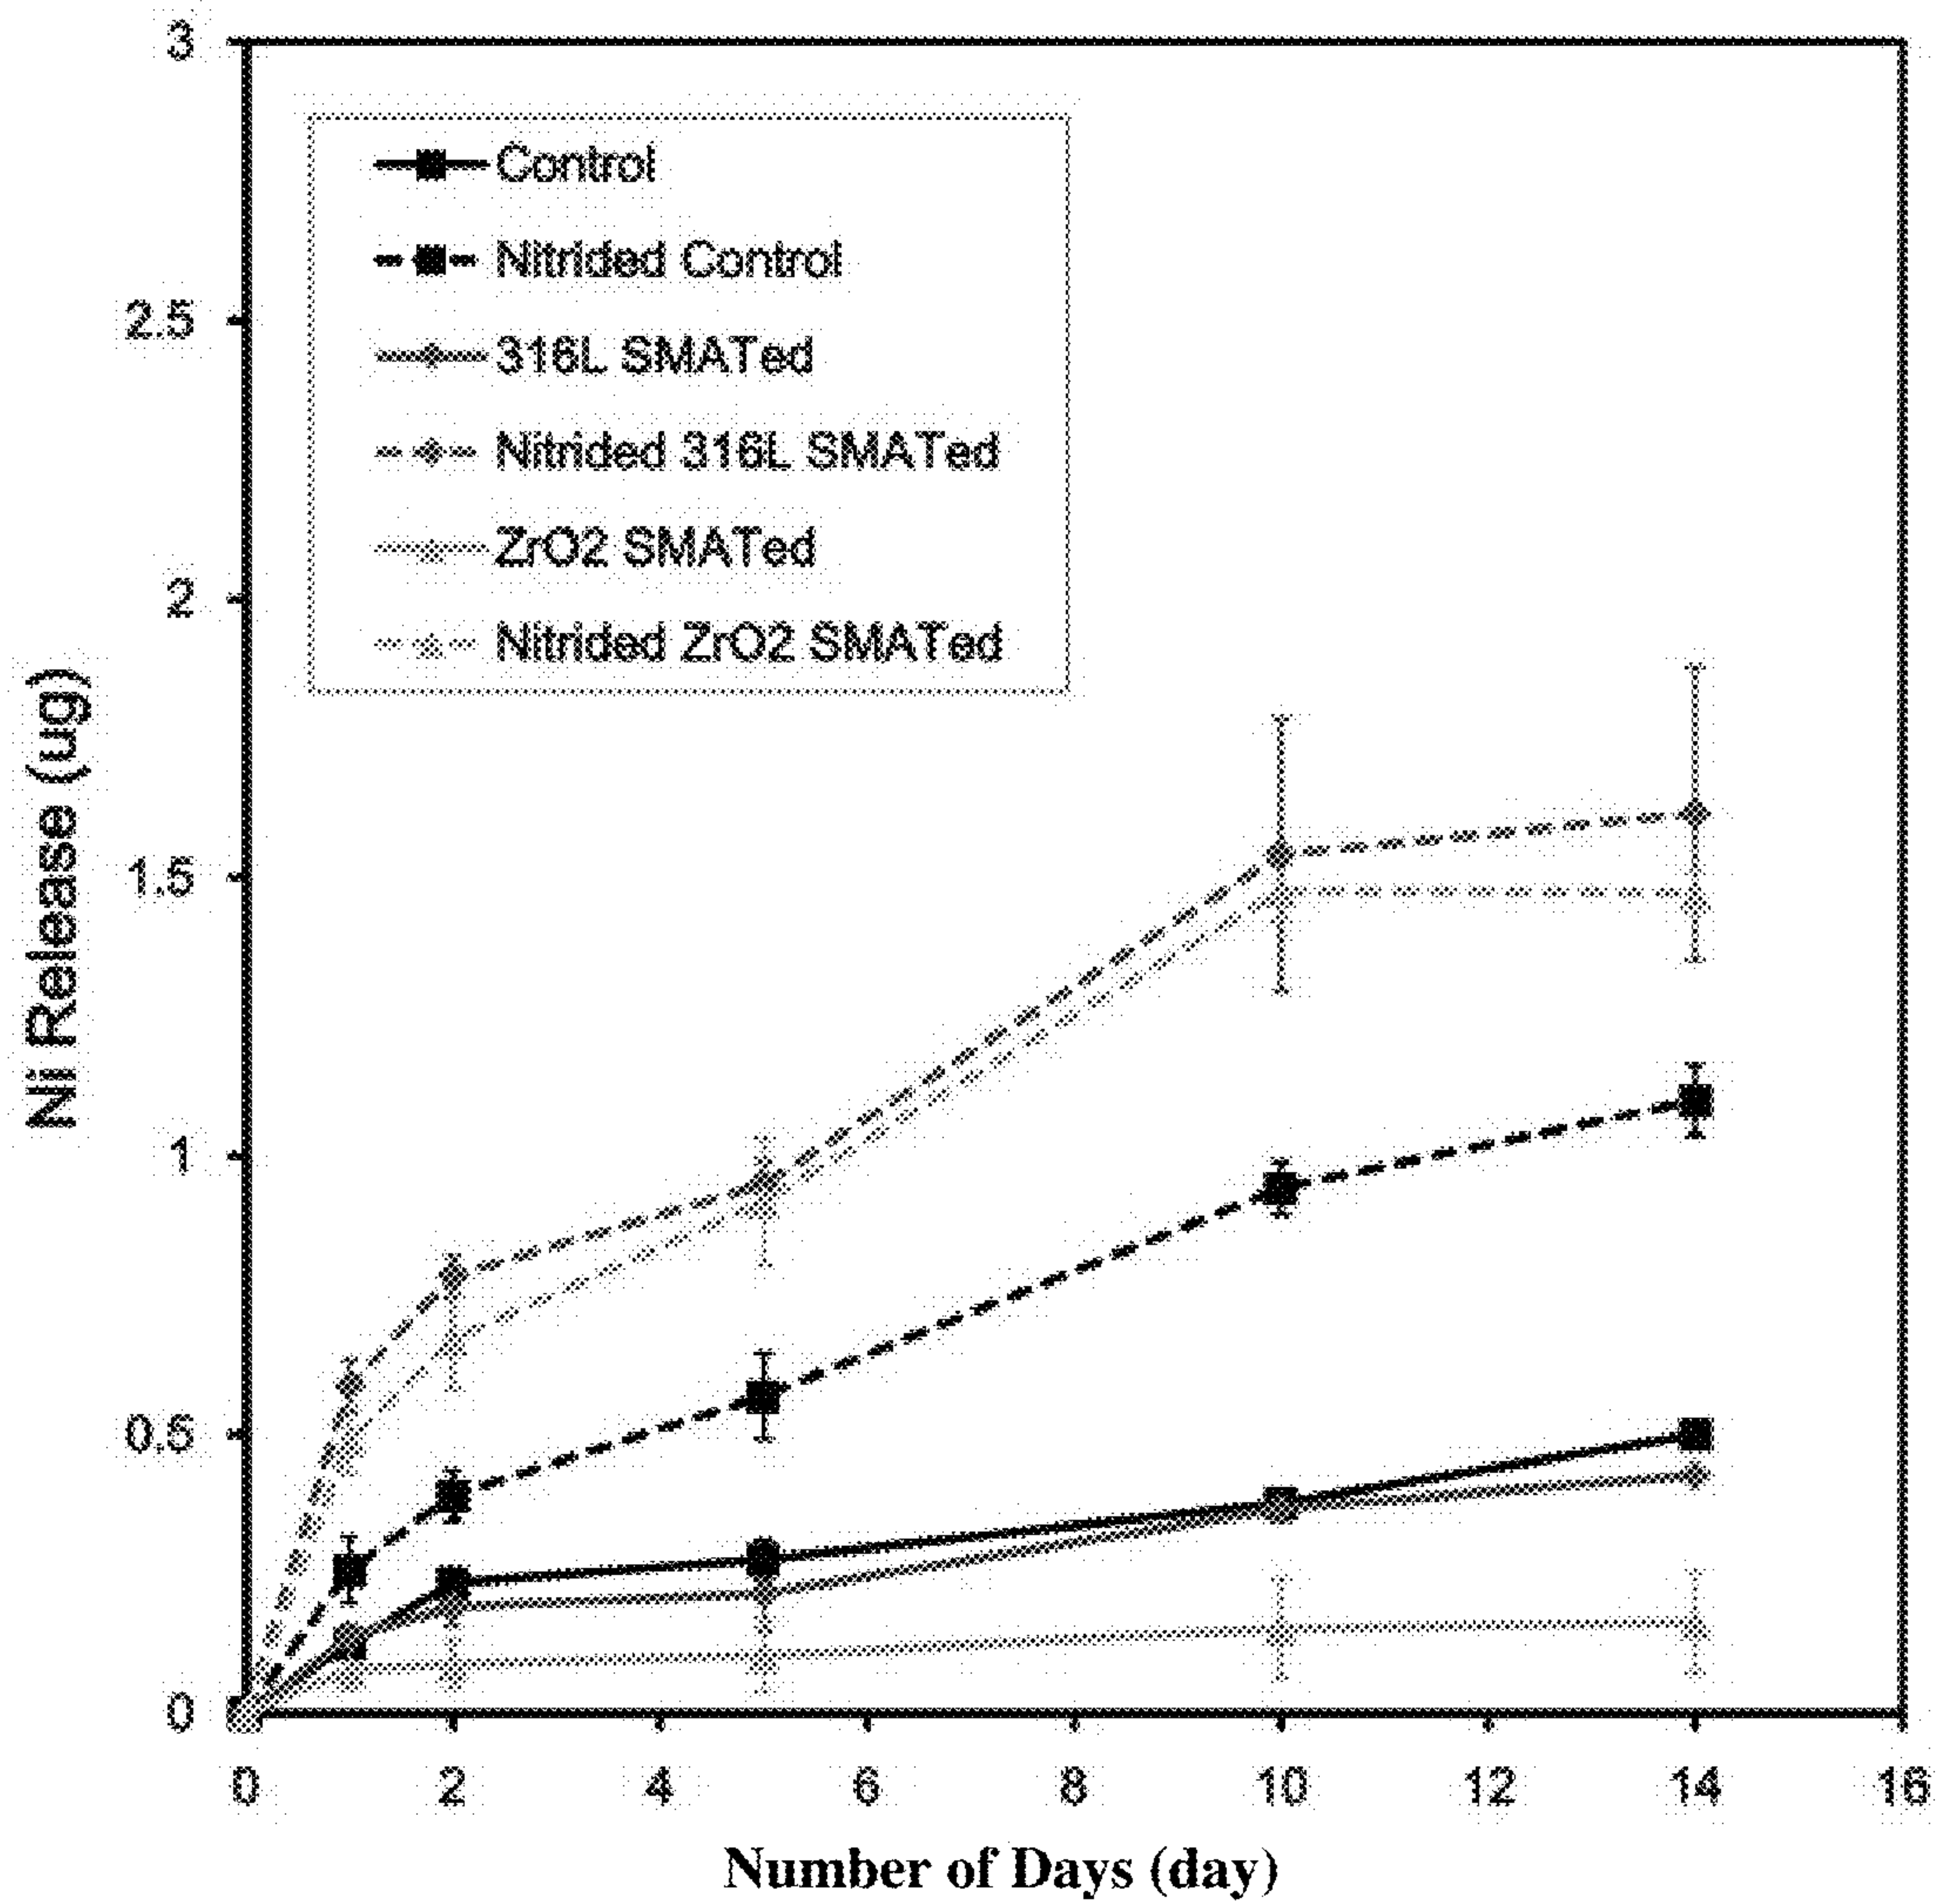 3
2.5
2
1.5
1
0.5
0
Ni Release (ug)
Control
Nitrided Control
316L SMATed
Nitrided 316L SMATed
ZrO2 SMATed
Nitrided ZrO2 SMATed
0 2 4 6 8 10 12 14 16
Number of Days (day)